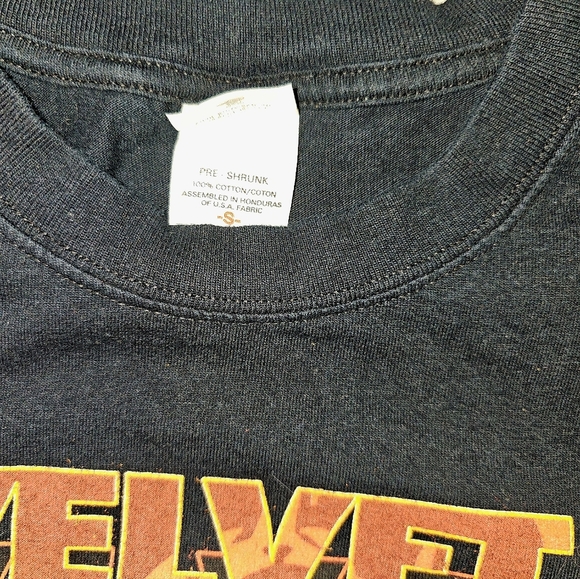 PRE - SHRUNK
100% COTTON/COTON
ASSEMBLED IN HONDURAS
OF U.S.A. FABRIC
-S-
VELVET